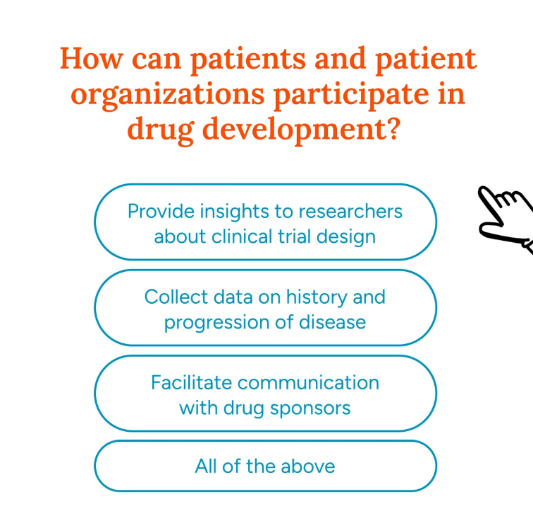 How can patients and patient
organizations participate in
drug development?
Provide insights to researchers
about clinical trial design
Collect data on history and
progression of disease
Facilitate communication
with drug sponsors
All of the above